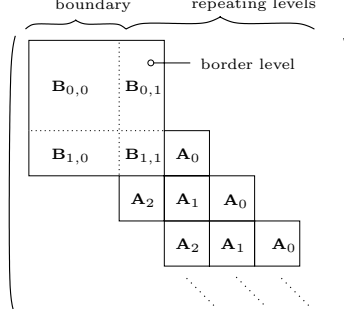 boundary repeating levels
border level
B0,0 B0,1
B1,0 B1,1 A0
A2 A1 A0
A2 A1 A0